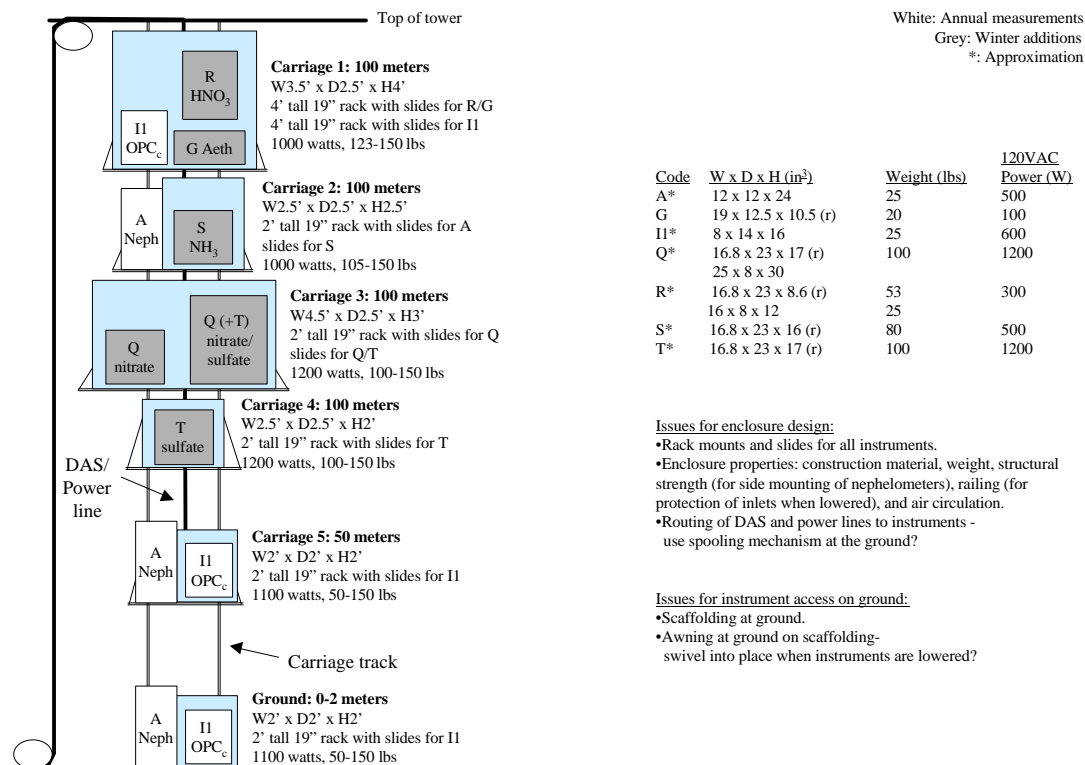 Top of tower
White: Annual measurements
Grey: Winter additions
*: Approximation
R
HNO3
I1
OPCc
G Aeth
Carriage 1: 100 meters
W3.5’ x D2.5’ x H4’
4’ tall 19” rack with slides for R/G
4’ tall 19” rack with slides for I1
1000 watts, 123-150 lbs
A
Neph
S
NH3
Carriage 2: 100 meters
W2.5’ x D2.5’ x H2.5’
2’ tall 19” rack with slides for A
slides for S
1000 watts, 105-150 lbs
Q
nitrate
Q (+T)
nitrate/
sulfate
Carriage 3: 100 meters
W4.5’ x D2.5’ x H3’
2’ tall 19” rack with slides for Q
slides for Q/T
1200 watts, 100-150 lbs
T
sulfate
Carriage 4: 100 meters
W2.5’ x D2.5’ x H2’
2’ tall 19” rack with slides for T
1200 watts, 100-150 lbs
DAS/
Power
line
A
Neph
I1
OPCc
Carriage 5: 50 meters
W2’ x D2’ x H2’
2’ tall 19” rack with slides for I1
1100 watts, 50-150 lbs
Carriage track
A
Neph
I1
OPCc
Ground: 0-2 meters
W2’ x D2’ x H2’
2’ tall 19” rack with slides for I1
1100 watts, 50-150 lbs
120VAC
Code W x D x H (in3) Weight (lbs) Power (W)
A* 12 x 12 x 24 25 500
G 19 x 12.5 x 10.5 (r) 20 100
I1* 8 x 14 x 16 25 600
Q* 16.8 x 23 x 17 (r) 100 1200
25 x 8 x 30
R* 16.8 x 23 x 8.6 (r) 53 300
16 x 8 x 12 25
S* 16.8 x 23 x 16 (r) 80 500
T* 16.8 x 23 x 17 (r) 100 1200
Issues for enclosure design:
•Rack mounts and slides for all instruments.
•Enclosure properties: construction material, weight, structural
strength (for side mounting of nephelometers), railing (for
protection of inlets when lowered), and air circulation.
•Routing of DAS and power lines to instruments -
use spooling mechanism at the ground?
Issues for instrument access on ground:
•Scaffolding at ground.
•Awning at ground on scaffolding-
swivel into place when instruments are lowered?